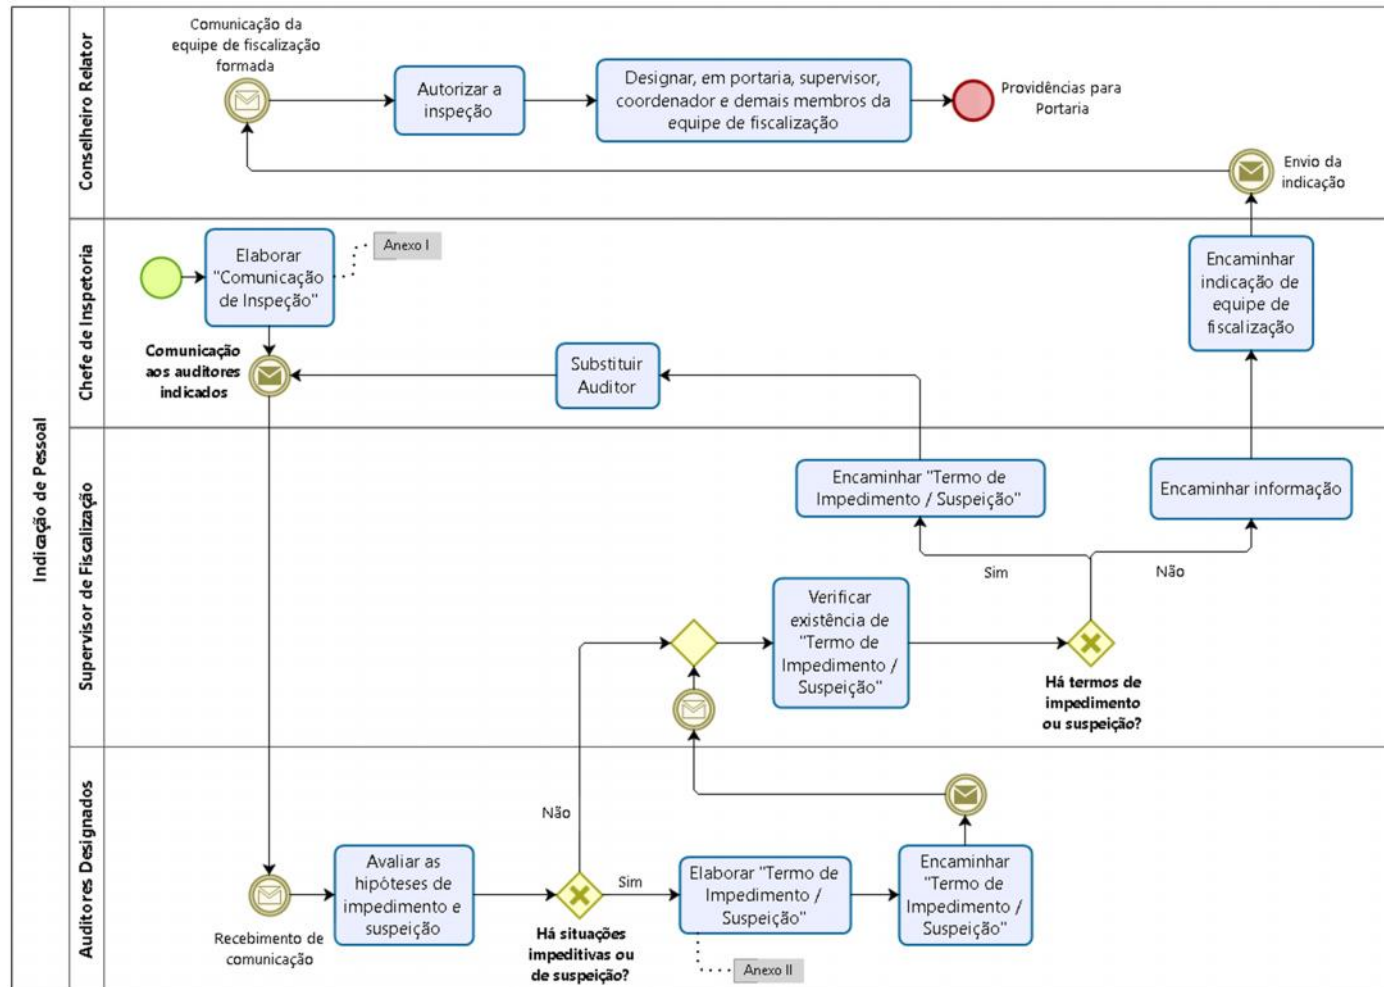 Indicação de Pessoal
Conselheiro Relator
Comunicação da
equipe de fiscalização
formada
Autorizar a
inspeção
Designar, em portaria, supervisor,
coordenador e demais membros da
equipe de fiscalização
Providências para
Portaria
Envio da
indicação
Chefe de Inspetoria
Elaborar
"Comunicação
de Inspeção"
Anexo I
Comunicação
aos auditores
indicados
Substituir
Auditor
Encaminhar
indicação de
equipe de
fiscalização
Supervisor de Fiscalização
Encaminhar "Termo de
Impedimento / Suspeição"
Encaminhar informação
Sim
Não
Verificar
existência de
"Termo de
Impedimento /
Suspeição"
Há termos de
impedimento
ou suspeição?
Auditores Designados
Não
Recebimento de
comunicação
Avaliar as
hipóteses de
impedimento e
suspeição
Há situações
impeditivas ou
de suspeição?
Sim
Elaborar "Termo de
Impedimento /
Suspeição"
Anexo II
Encaminhar
"Termo de
Impedimento /
Suspeição"